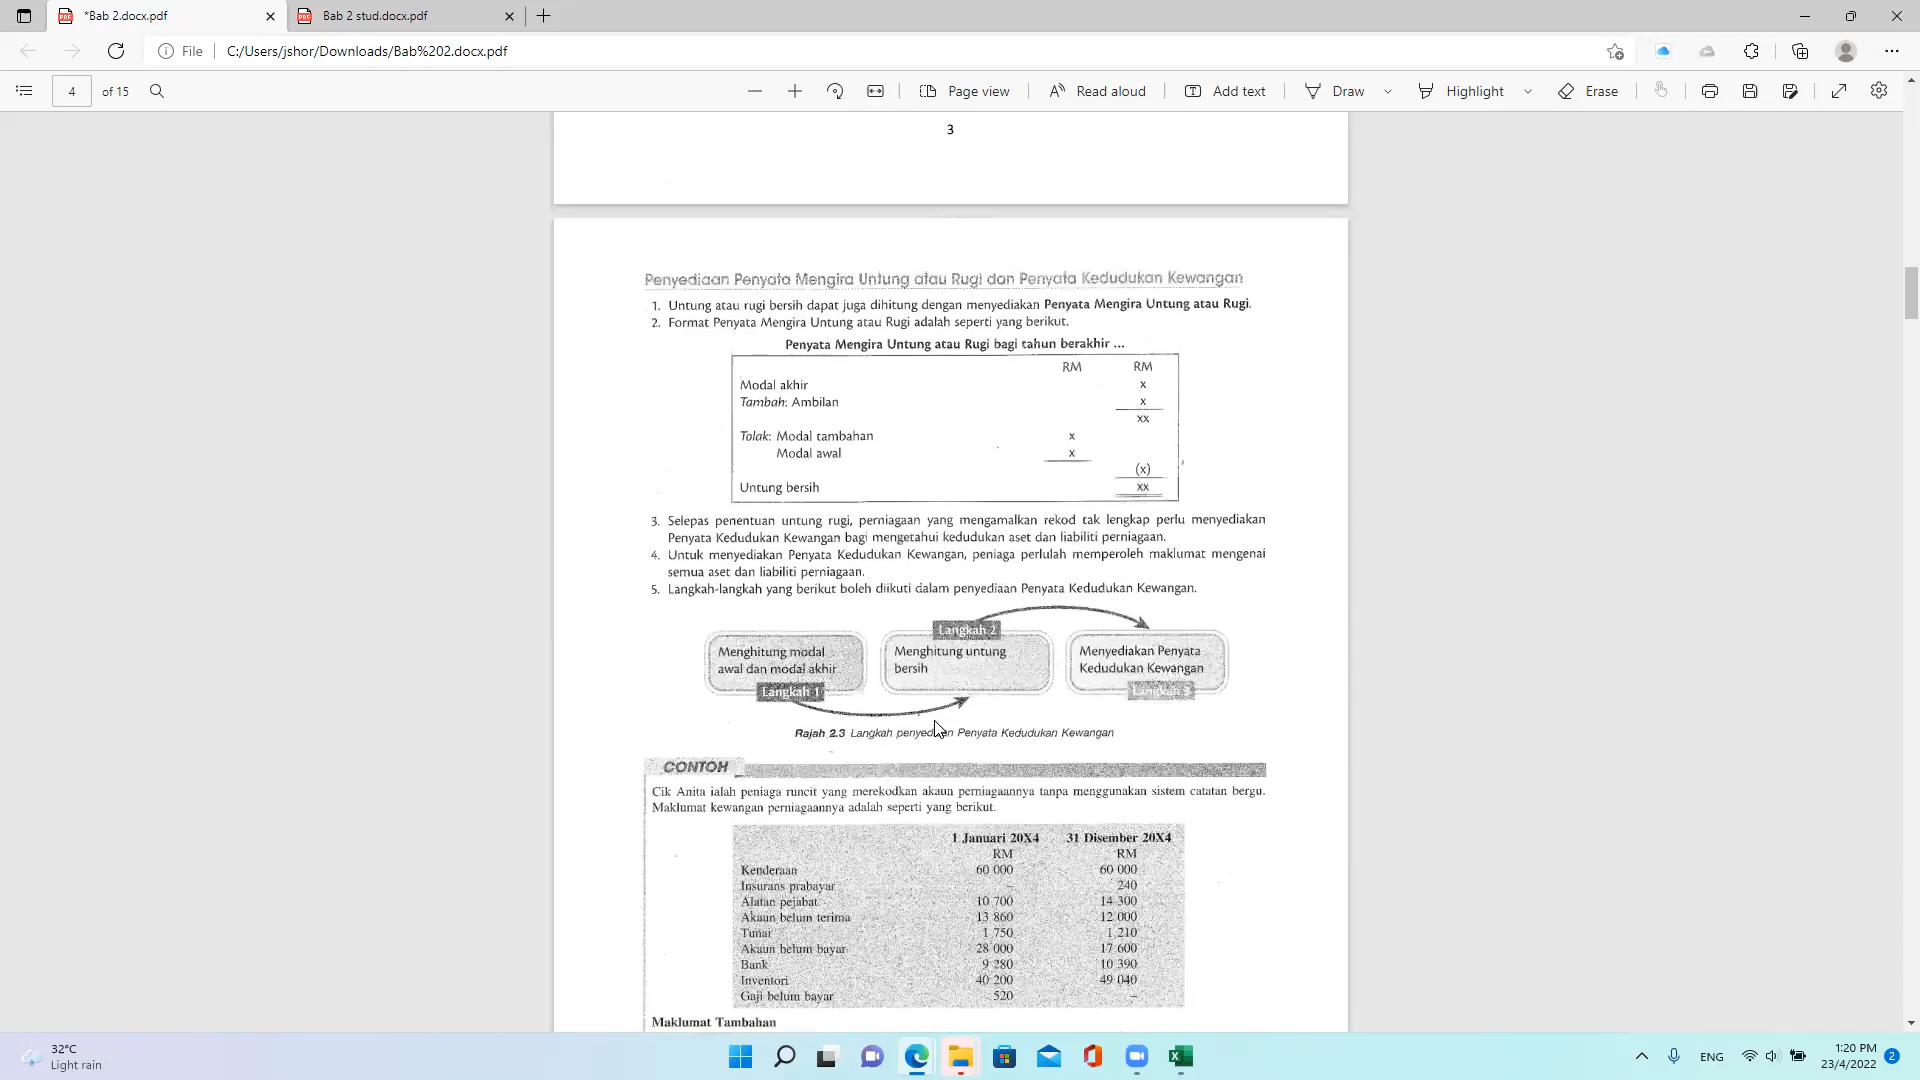 *Bab 2.docx.pdf
Bab 2 stud.docx.pdf
File
C:/Users/jshor/Downloads/Bab%202.docx.pdf
4 of 15
Page view
Read aloud
Add text
Draw
Highlight
Erase
3
Penyediaan Penyata Mengira Untung atau Rugi dan Penyata Kedudukan Kewangan
1. Untung atau rugi bersih dapat juga dihitung dengan menyediakan Penyata Mengira Untung atau Rugi.
2. Format Penyata Mengira Untung atau Rugi adalah seperti yang berikut.
Penyata Mengira Untung atau Rugi bagi tahun berakhir ...
RM RM
Modal akhir x
Tambah: Ambilan x
xx
Tolak: Modal tambahan x
Modal awal x
(x)
Untung bersih xx
3. Selepas penentuan untung rugi, perniagaan yang mengamalkan rekod tak lengkap perlu menyediakan
Penyata Kedudukan Kewangan bagi mengetahui kedudukan aset dan liabiliti perniagaan.
4. Untuk menyediakan Penyata Kedudukan Kewangan, peniaga perlulah memperoleh maklumat mengenai
semua aset dan liabiliti perniagaan.
5. Langkah-langkah yang berikut boleh diikuti dalam penyediaan Penyata Kedudukan Kewangan.
Menghitung modal
awal dan modal akhir
Langkah 1
Langkah 2
Menghitung untung
bersih
Menyediakan Penyata
Kedudukan Kewangan
Langkah 3
Rajah 2.3 Langkah penyediaan Penyata Kedudukan Kewangan
CONTOH
Cik Anita ialah peniaga runcit yang merekodkan akaun perniagaannya tanpa menggunakan sistem catatan bergu.
Maklumat kewangan perniagaannya adalah seperti yang berikut.
1 Januari 20X4 31 Disember 20X4
RM RM
Kenderaan 60 000 60 000
Insurans prabayar – 240
Alatan pejabat 10 700 14 300
Akaun belum terima 13 860 12 000
Tunai 1 750 1 210
Akaun belum bayar 28 000 17 600
Bank 9 280 10 390
Inventori 40 200 49 040
Gaji belum bayar 520 –
Maklumat Tambahan
32°C
Light rain
ENG
1:20 PM
23/4/2022
2